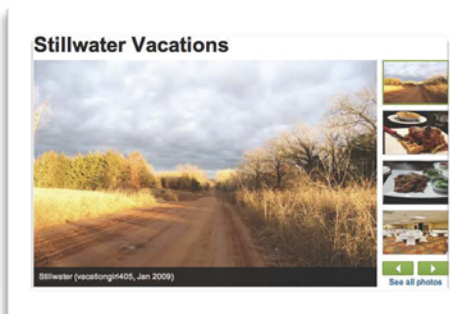 Stillwater Vacations
Stillwater (vacationgirl405, Jan 2009)
See all photos